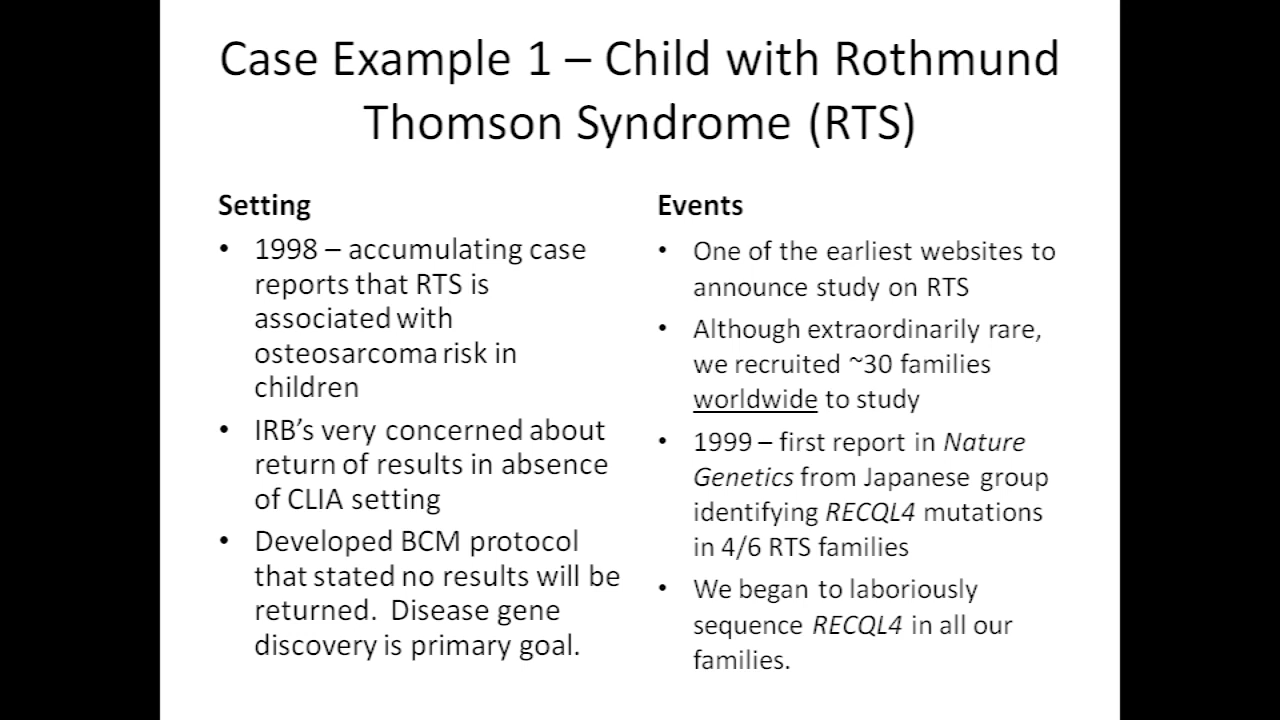 Case Example 1 – Child with Rothmund
Thomson Syndrome (RTS)
Setting
• 1998 – accumulating case
reports that RTS is
associated with
osteosarcoma risk in
children
• IRB’s very concerned about
return of results in absence
of CLIA setting
• Developed BCM protocol
that stated no results will be
returned. Disease gene
discovery is primary goal.
Events
• One of the earliest websites to
announce study on RTS
• Although extraordinarily rare,
we recruited ~30 families
worldwide to study
• 1999 – first report in Nature
Genetics from Japanese group
identifying RECQL4 mutations
in 4/6 RTS families
• We began to laboriously
sequence RECQL4 in all our
families.